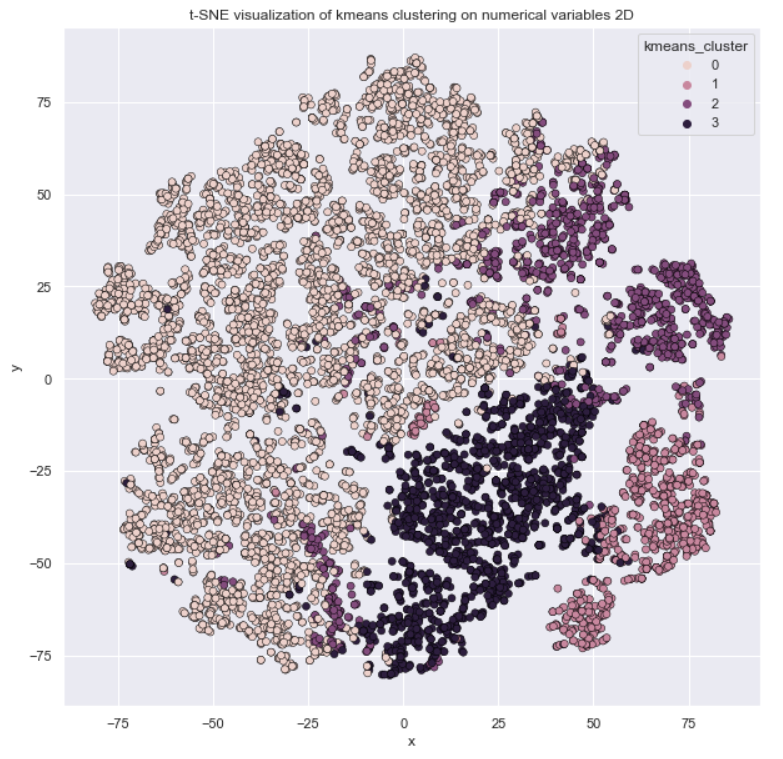 t-SNE visualization of kmeans clustering on numerical variables 2D
kmeans_cluster
0
1
2
3
75
50
25
0
−25
−50
−75
y
−75 −50 −25 0 25 50 75
x